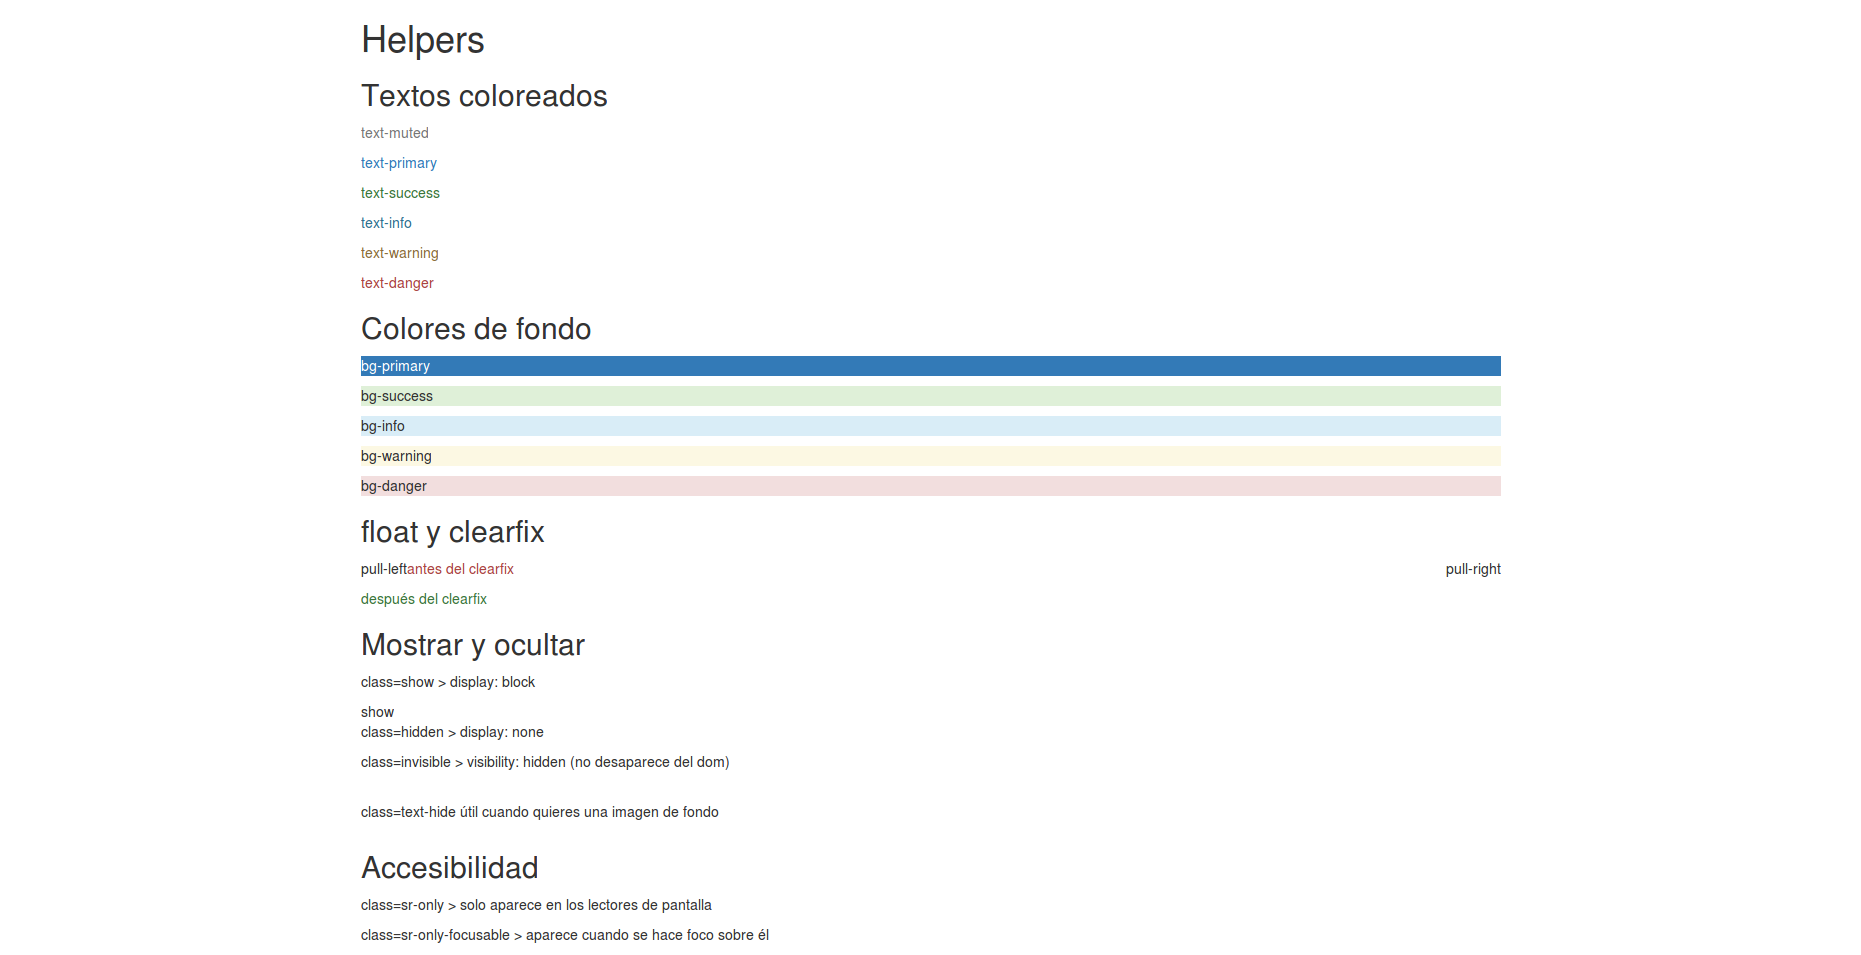 Helpers
Textos coloreados
text-muted
text-primary
text-success
text-info
text-warning
text-danger
Colores de fondo
bg-primary
bg-success
bg-info
bg-warning
bg-danger
float y clearfix
pull-leftantes del clearfix pull-right
después del clearfix
Mostrar y ocultar
class=show > display: block
show
class=hidden > display: none
class=invisible > visibility: hidden (no desaparece del dom)
class=text-hide útil cuando quieres una imagen de fondo
Accesibilidad
class=sr-only > solo aparece en los lectores de pantalla
class=sr-only-focusable > aparece cuando se hace foco sobre él